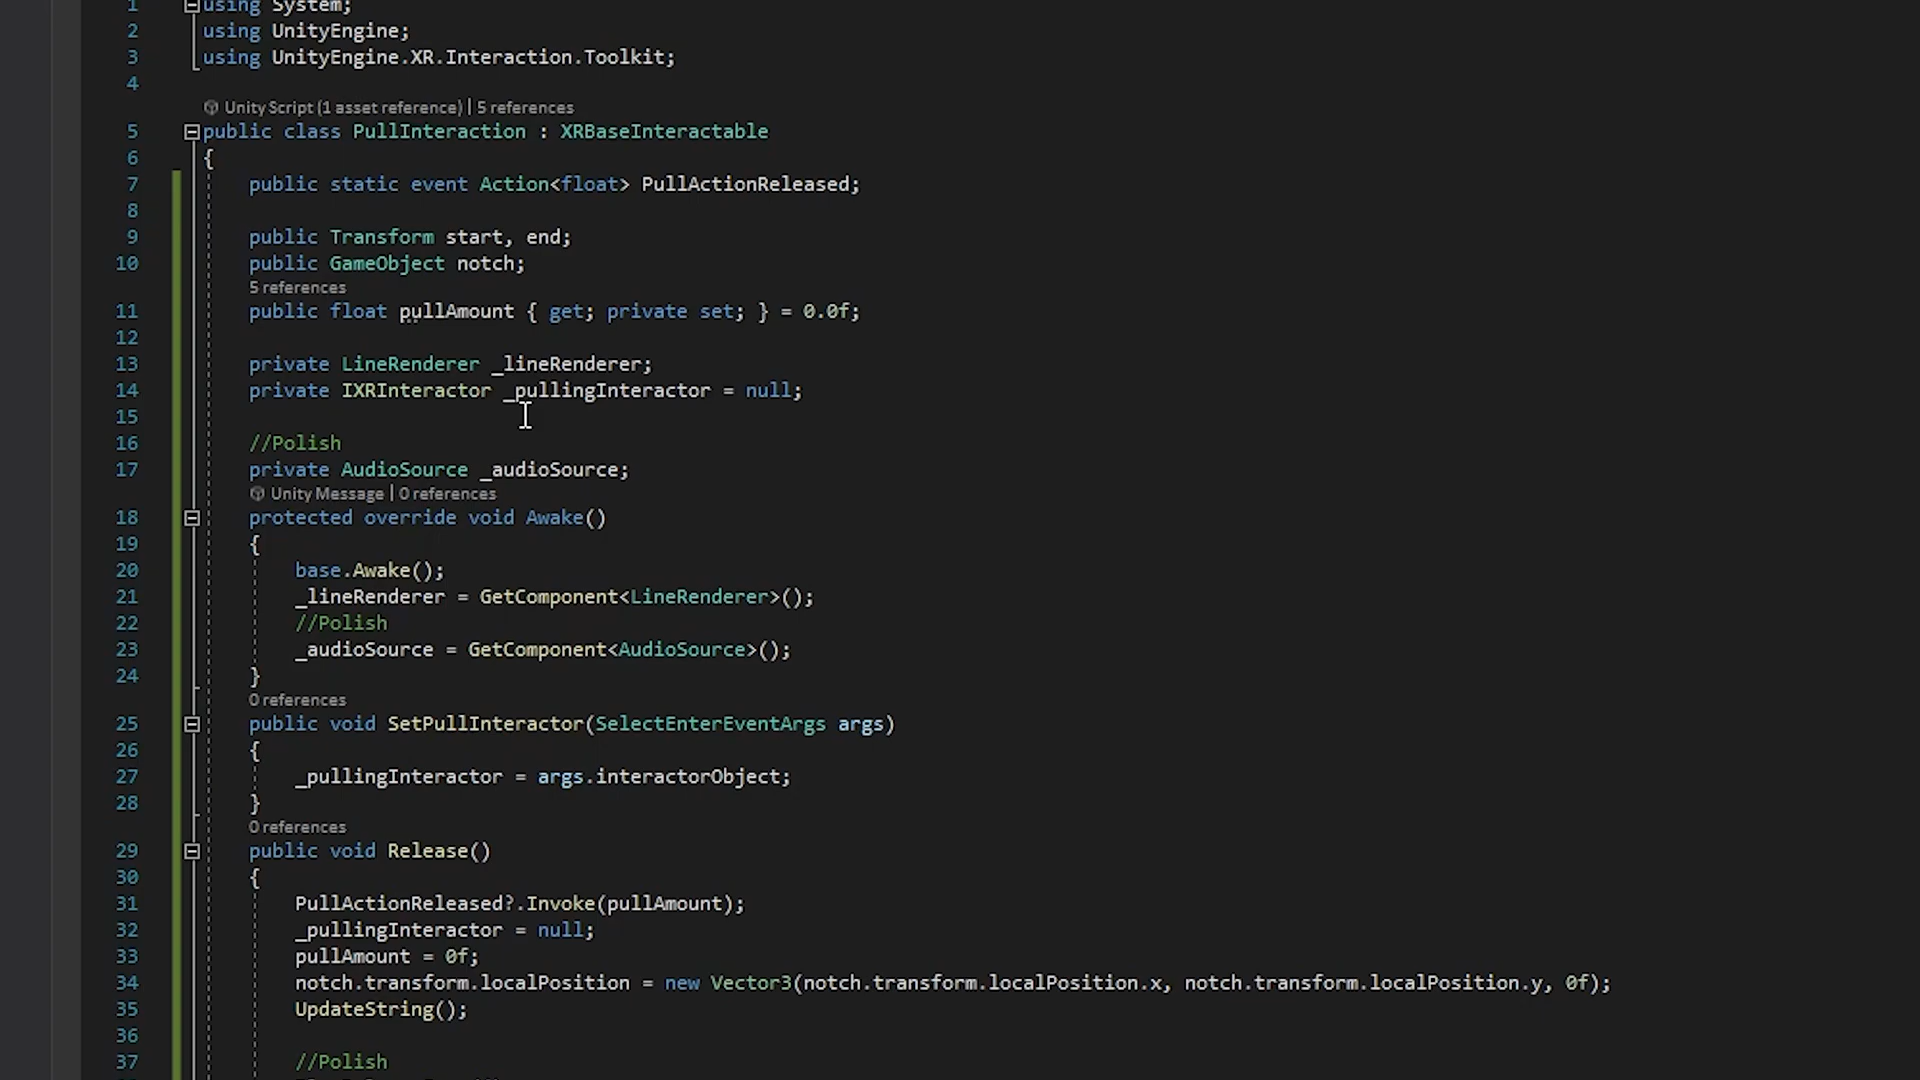 1 using System;
2 using UnityEngine;
3 using UnityEngine.XR.Interaction.Toolkit;
4
Unity Script (1 asset reference) | 5 references
5 public class PullInteraction : XRBaseInteractable
6 {
7 public static event Action<float> PullActionReleased;
8
9 public Transform start, end;
10 public GameObject notch;
5 references
11 public float pullAmount { get; private set; } = 0.0f;
12
13 private LineRenderer _lineRenderer;
14 private IXRInteractor _pullingInteractor = null;
15
16 //Polish
17 private AudioSource _audioSource;
Unity Message | 0 references
18 protected override void Awake()
19 {
20 base.Awake();
21 _lineRenderer = GetComponent<LineRenderer>();
22 //Polish
23 _audioSource = GetComponent<AudioSource>();
24 }
0 references
25 public void SetPullInteractor(SelectEnterEventArgs args)
26 {
27 _pullingInteractor = args.interactorObject;
28 }
0 references
29 public void Release()
30 {
31 PullActionReleased?.Invoke(pullAmount);
32 _pullingInteractor = null;
33 pullAmount = 0f;
34 notch.transform.localPosition = new Vector3(notch.transform.localPosition.x, notch.transform.localPosition.y, 0f);
35 UpdateString();
36
37 //Polish